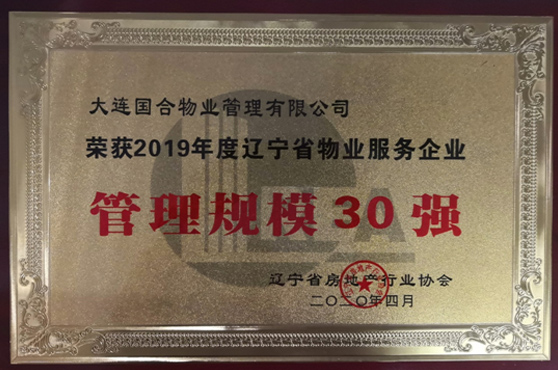 大连国合物业管理有限公司
荣获2019年度辽宁省物业服务企业
管理规模30强
辽宁省房地产行业协会
二〇二〇年四月